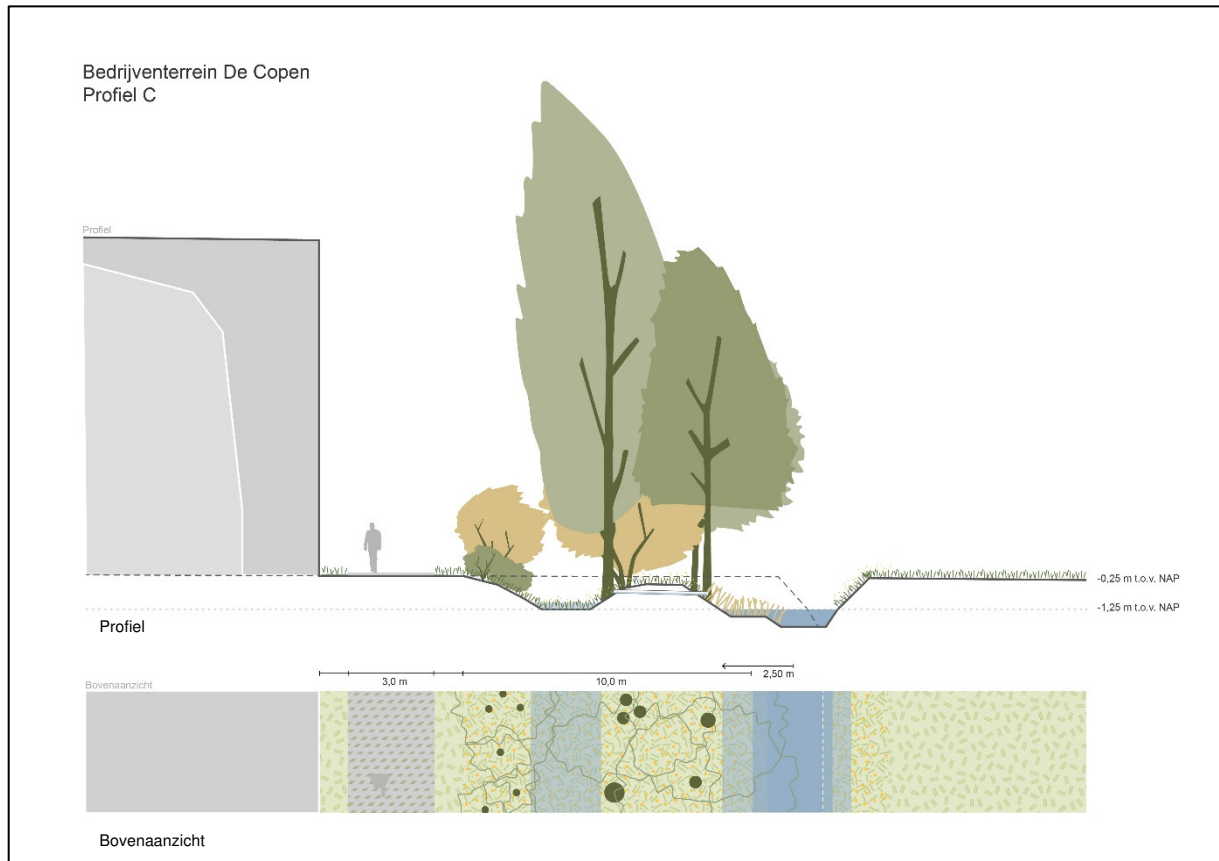 Bedrijventerrein De Copen
Profiel C
Profiel
-0,25 m t.o.v. NAP
-1,25 m t.o.v. NAP
Profiel
3,0 m
10,0 m
2,50 m
Bovenaanzicht
Bovenaanzicht